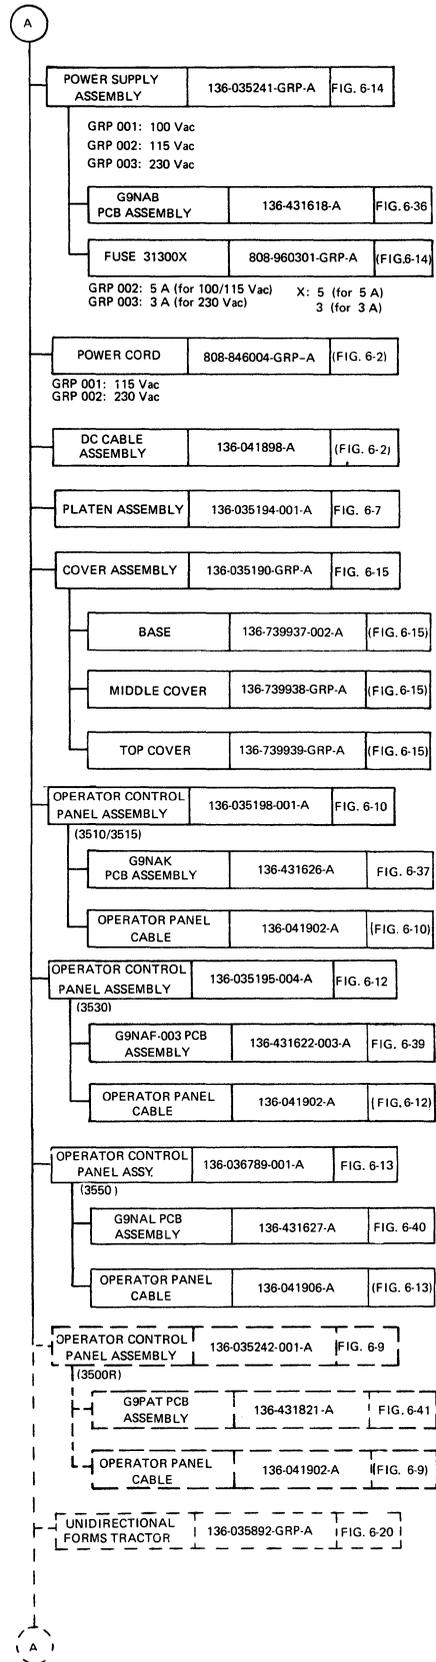 A
POWER SUPPLY ASSEMBLY 136-035241-GRP-A FIG. 6-14
GRP 001: 100 Vac
GRP 002: 115 Vac
GRP 003: 230 Vac
G9NAB PCB ASSEMBLY 136-431618-A FIG.6-36
FUSE 31300X 808-960301-GRP-A (FIG.6-14)
GRP 002: 5 A (for 100/115 Vac) X: 5 (for 5 A)
GRP 003: 3 A (for 230 Vac) 3 (for 3 A)
POWER CORD 808-846004-GRP-A (FIG. 6-2)
GRP 001: 115 Vac
GRP 002: 230 Vac
DC CABLE ASSEMBLY 136-041898-A (FIG. 6-2)
PLATEN ASSEMBLY 136-035194-001-A FIG. 6-7
COVER ASSEMBLY 136-035190-GRP-A FIG. 6-15
BASE 136-739937-002-A (FIG. 6-15)
MIDDLE COVER 136-739938-GRP-A (FIG.6-15)
TOP COVER 136-739939-GRP-A (FIG. 6-15)
OPERATOR CONTROL PANEL ASSEMBLY 136-035198-001-A FIG. 6-10
(3510/3515)
G9NAK PCB ASSEMBLY 136-431626-A FIG. 6-37
OPERATOR PANEL CABLE 136-041902-A (FIG. 6-10)
OPERATOR CONTROL PANEL ASSEMBLY 136-035195-004-A FIG. 6-12
(3530)
G9NAF-003 PCB ASSEMBLY 136-431622-003-A FIG. 6-39
OPERATOR PANEL CABLE 136-041902-A (FIG. 6-12)
OPERATOR CONTROL PANEL ASSY. 136-036789-001-A FIG. 6-13
(3550)
G9NAL PCB ASSEMBLY 136-431627-A FIG. 6-40
OPERATOR PANEL CABLE 136-041906-A (FIG. 6-13)
OPERATOR CONTROL PANEL ASSEMBLY 136-035242-001-A FIG. 6-9
(3500R)
G9PAT PCB ASSEMBLY 136-431821-A FIG. 6-41
OPERATOR PANEL CABLE 136-041902-A (FIG. 6-9)
UNIDIRECTIONAL FORMS TRACTOR 136-035892-GRP-A FIG. 6-20
A